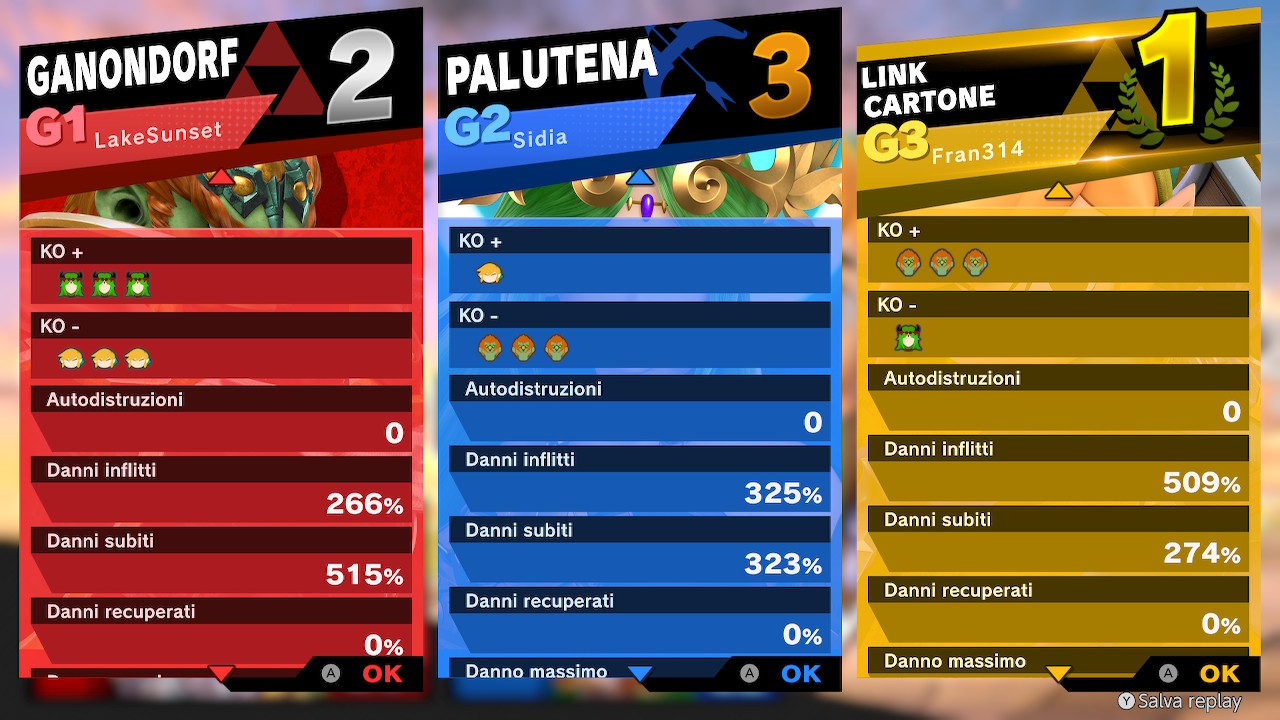 GANONDORF
2
G1 LakeSunset
KO +
KO -
Autodistruzioni
0
Danni inflitti
266%
Danni subiti
515%
Danni recuperati
0%
A OK
PALUTENA
3
G2 Sidia
KO +
KO -
Autodistruzioni
0
Danni inflitti
325%
Danni subiti
323%
Danni recuperati
0%
Danno massimo
A OK
LINK
CARTONE
1
G3 Fran314
KO +
KO -
Autodistruzioni
0
Danni inflitti
509%
Danni subiti
274%
Danni recuperati
0%
Danno massimo
A OK
Y Salva replay